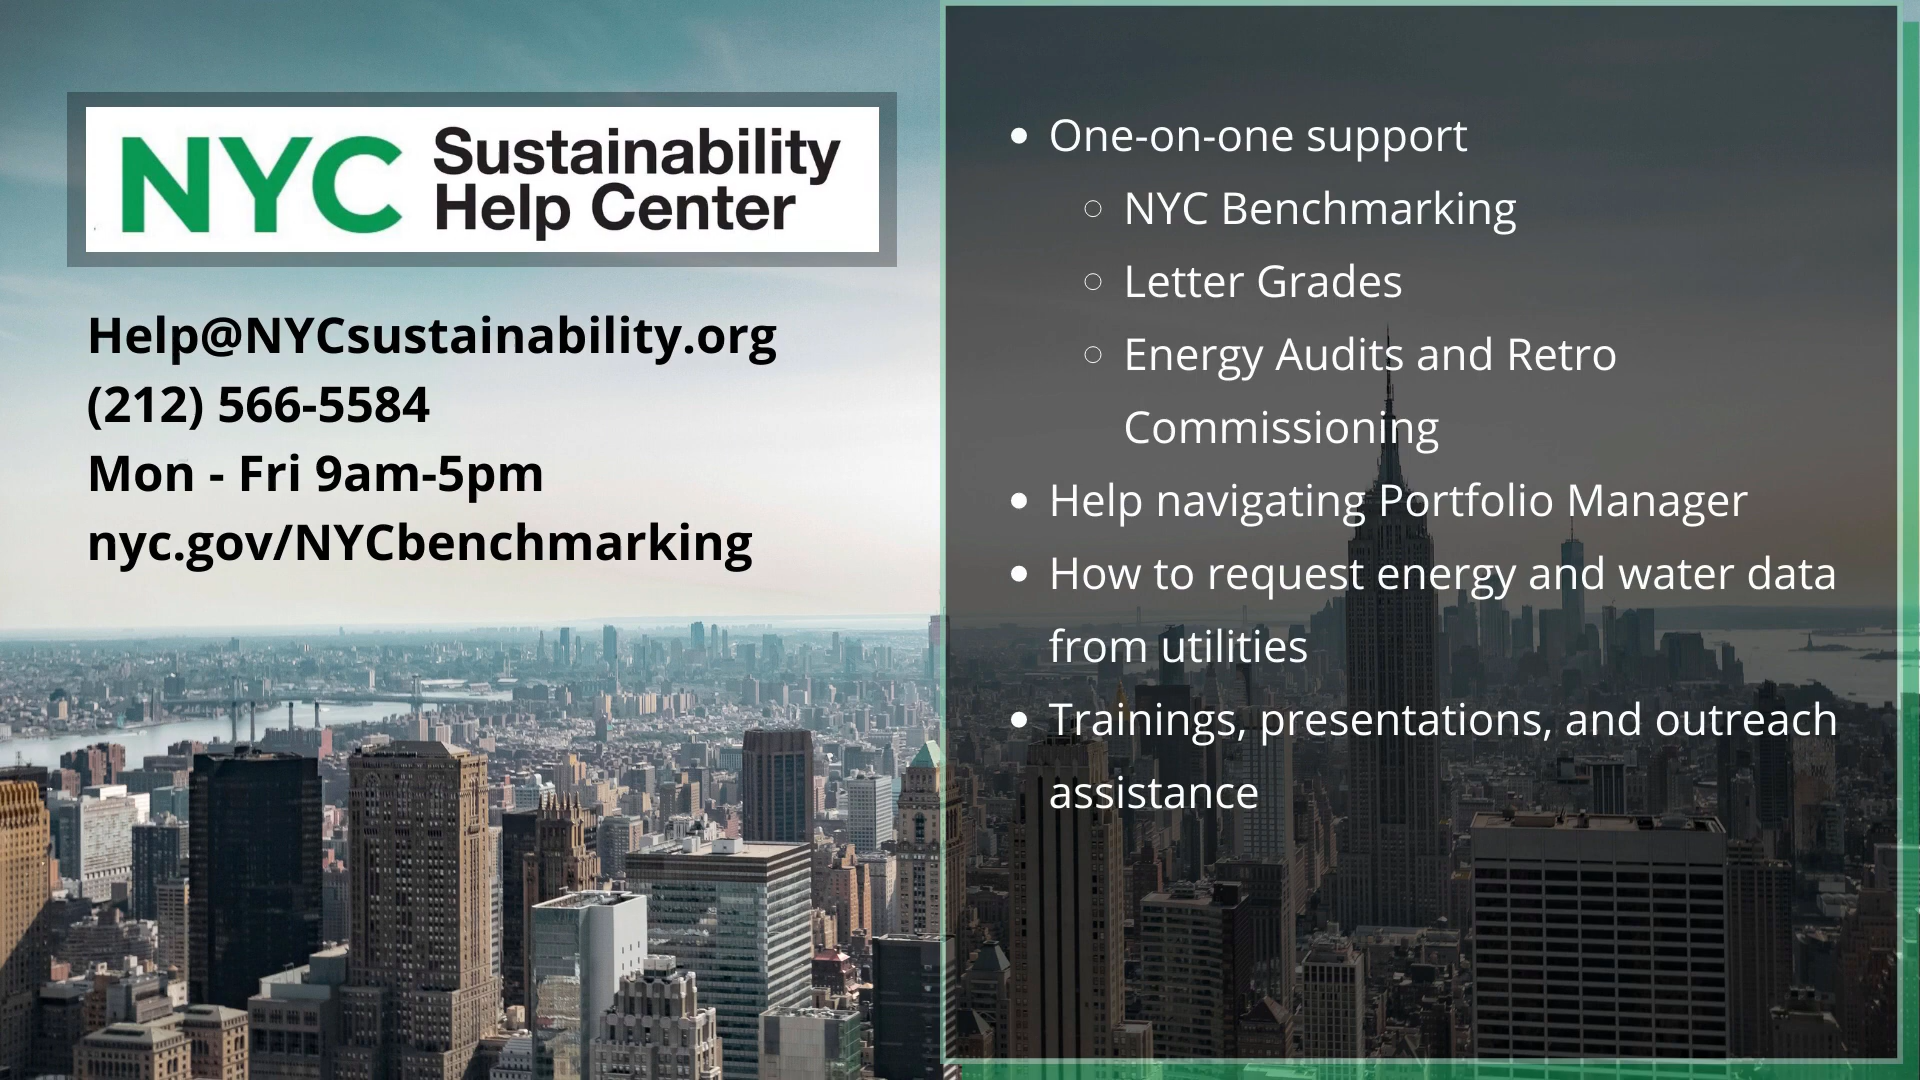 NYC Sustainability
Help Center
Help@NYCsustainability.org
(212) 566-5584
Mon - Fri 9am-5pm
nyc.gov/NYCbenchmarking
One-on-one support
NYC Benchmarking
Letter Grades
Energy Audits and Retro
Commissioning
Help navigating Portfolio Manager
How to request energy and water data
from utilities
Trainings, presentations, and outreach
assistance